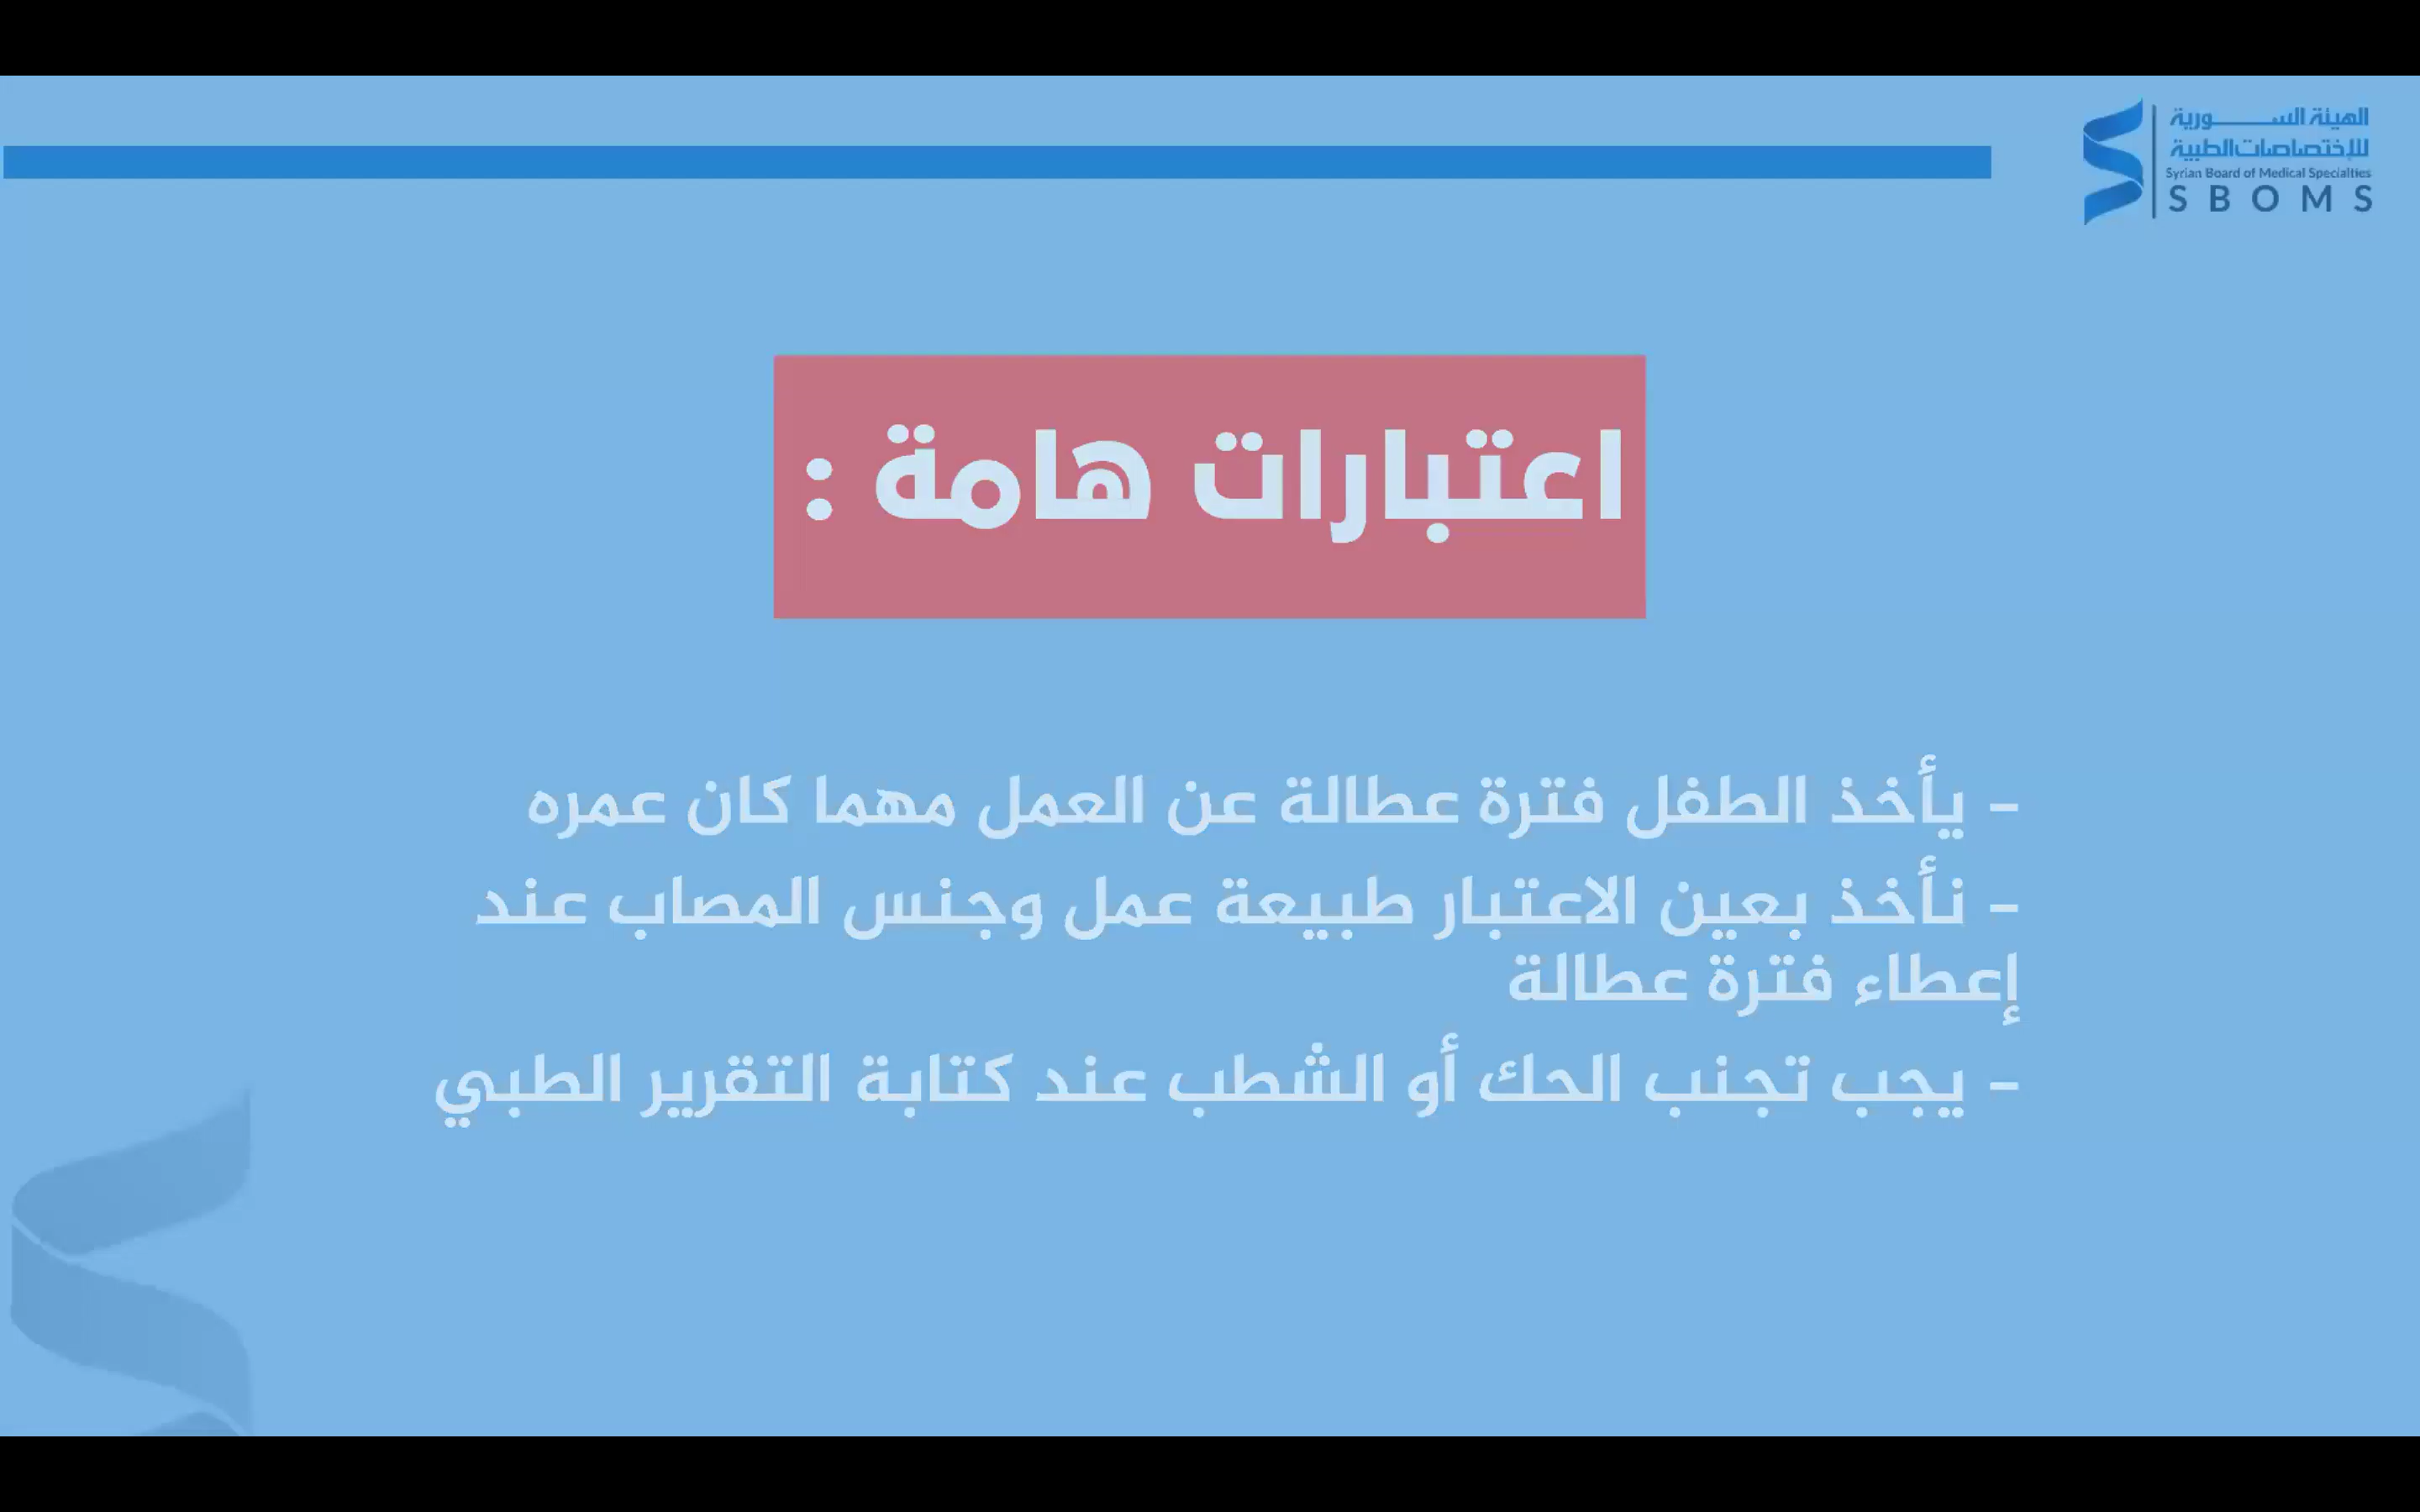 الهيئة الســـورية
للإختصاصات الطبية
Syrian Board of Medical Specialties
S B O M S
اعتبارات هامة :
- يأخذ الطفل فترة عطالة عن العمل مهما كان عمره
- نأخذ بعين الاعتبار طبيعة عمل وجنس المصاب عند
إعطاء فترة عطالة
- يجب تجنب الحك أو الشطب عند كتابة التقرير الطبي